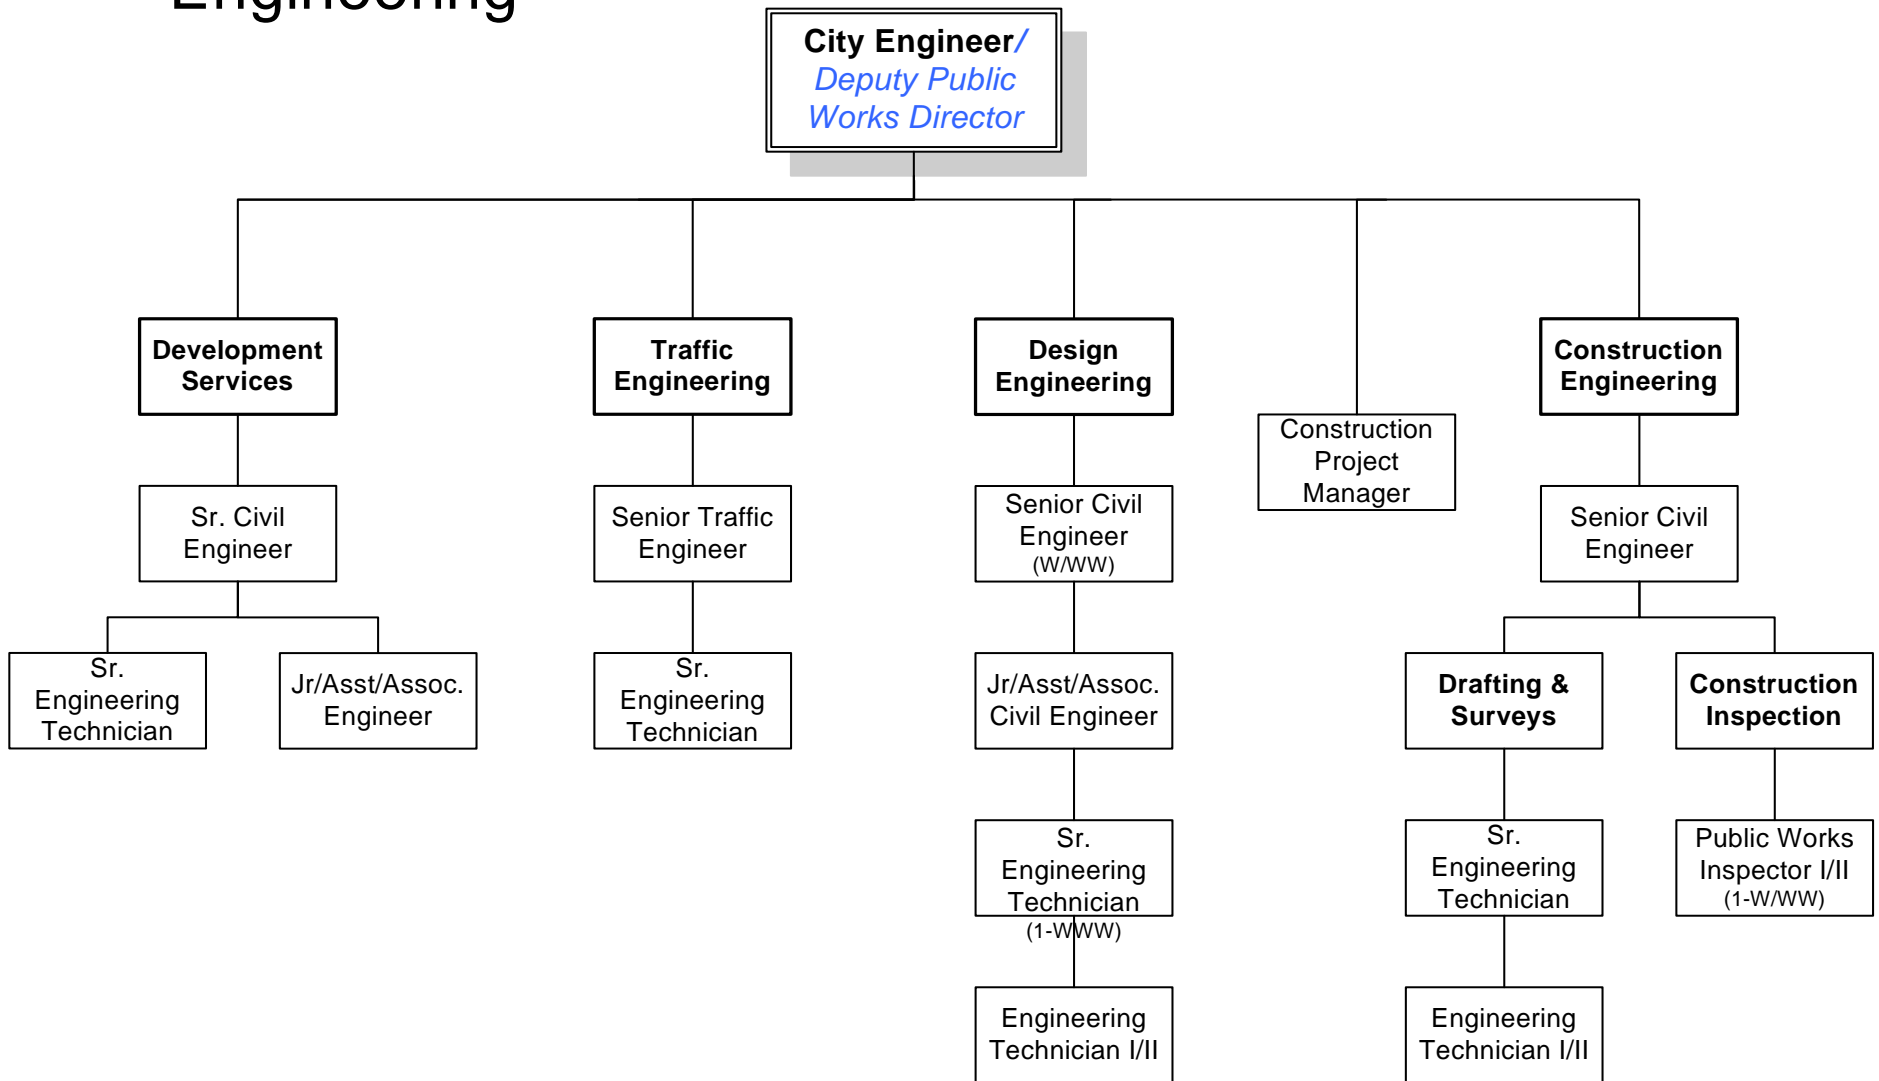 Engineering
City Engineer/
Deputy Public
Works Director
Development
Services
Traffic
Engineering
Design
Engineering
Construction
Engineering
Construction
Project
Manager
Sr. Civil
Engineer
Senior Traffic
Engineer
Senior Civil
Engineer
(W/WW)
Senior Civil
Engineer
Sr.
Engineering
Technician
Jr/Asst/Assoc.
Engineer
Sr.
Engineering
Technician
Jr/Asst/Assoc.
Civil Engineer
Drafting &
Surveys
Construction
Inspection
Sr.
Engineering
Technician
(1-WWW)
Sr.
Engineering
Technician
Public Works
Inspector I/II
(1-W/WW)
Engineering
Technician I/II
Engineering
Technician I/II